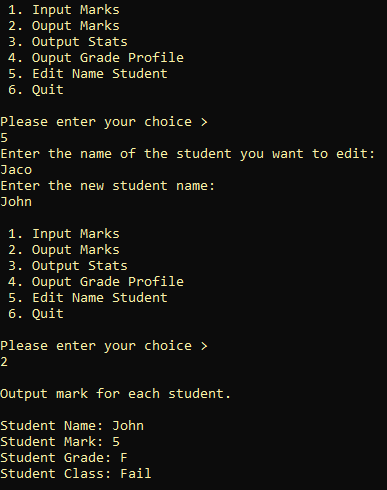 1. Input Marks
2. Ouput Marks
3. Output Stats
4. Ouput Grade Profile
5. Edit Name Student
6. Quit
Please enter your choice >
5
Enter the name of the student you want to edit:
Jaco
Enter the new student name:
John
1. Input Marks
2. Ouput Marks
3. Output Stats
4. Ouput Grade Profile
5. Edit Name Student
6. Quit
Please enter your choice >
2
Output mark for each student.
Student Name: John
Student Mark: 5
Student Grade: F
Student Class: Fail